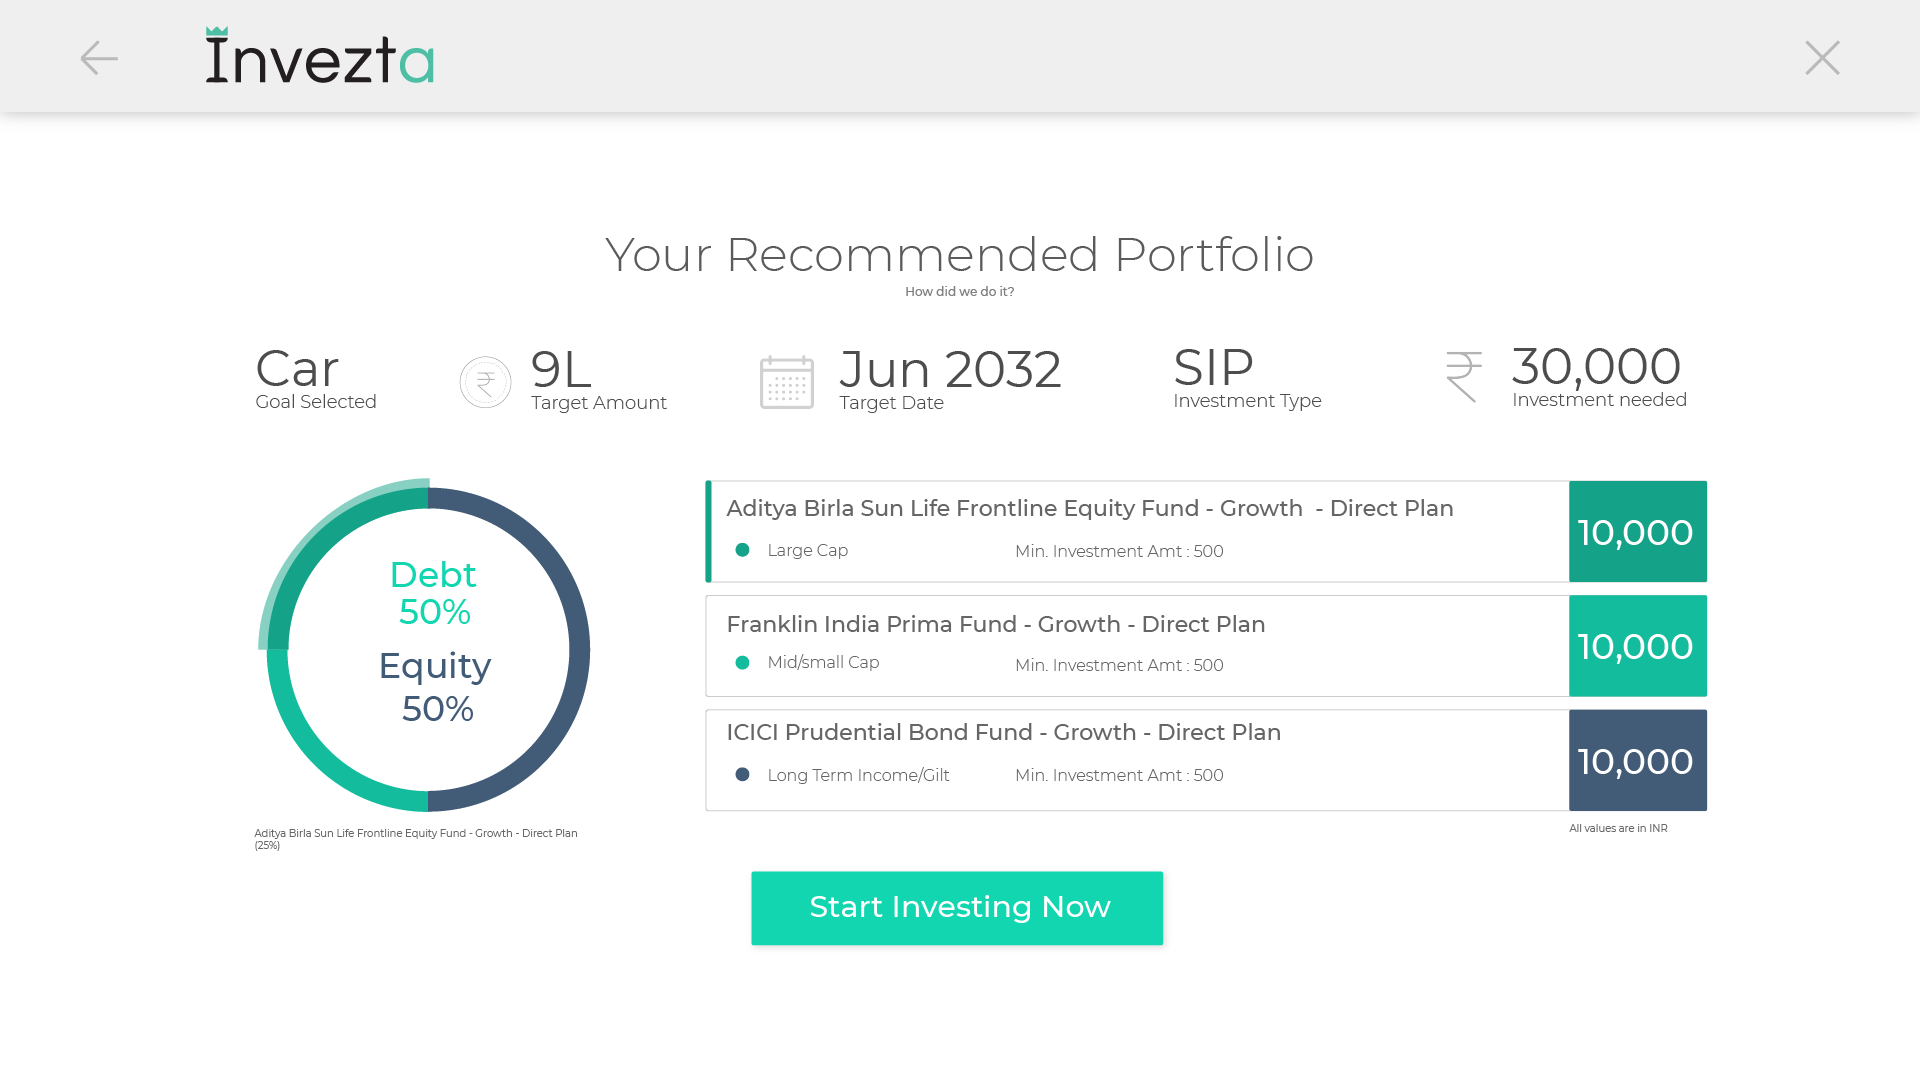 Invezta
Your Recommended Portfolio
How did we do it?
Car
Goal Selected
9L
Target Amount
Jun 2032
Target Date
SIP
Investment Type
30,000
Investment needed
Debt
50%
Equity
50%
Aditya Birla Sun Life Frontline Equity Fund - Growth - Direct Plan
(25%)
Aditya Birla Sun Life Frontline Equity Fund - Growth - Direct Plan
Large Cap
Min. Investment Amt : 500
10,000
Franklin India Prima Fund - Growth - Direct Plan
Mid/small Cap
Min. Investment Amt : 500
10,000
ICICI Prudential Bond Fund - Growth - Direct Plan
Long Term Income/Gilt
Min. Investment Amt : 500
10,000
All values are in INR
Start Investing Now